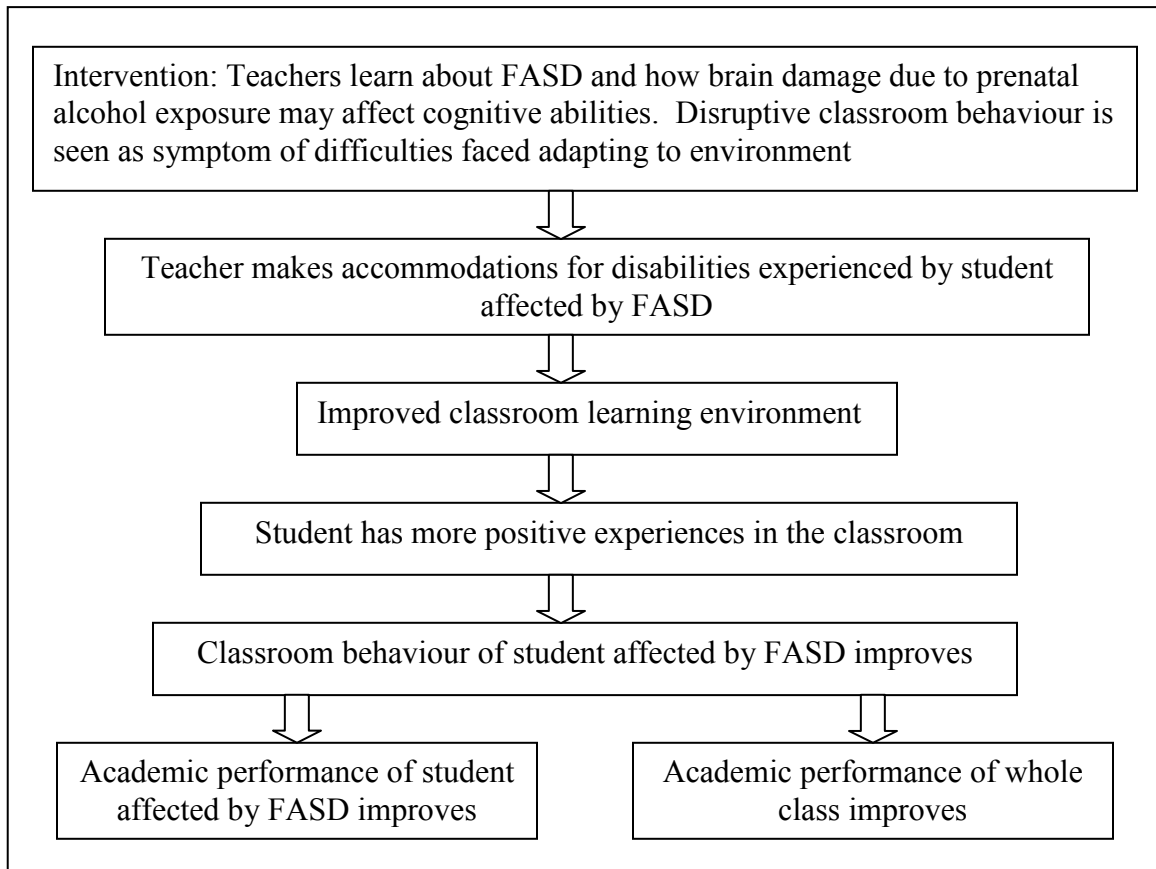 Intervention: Teachers learn about FASD and how brain damage due to prenatal
alcohol exposure may affect cognitive abilities.  Disruptive classroom behaviour is
seen as symptom of difficulties faced adapting to environment
Teacher makes accommodations for disabilities experienced by student
affected by FASD
Improved classroom learning environment
Student has more positive experiences in the classroom
Classroom behaviour of student affected by FASD improves
Academic performance of student
affected by FASD improves
Academic performance of whole
class improves